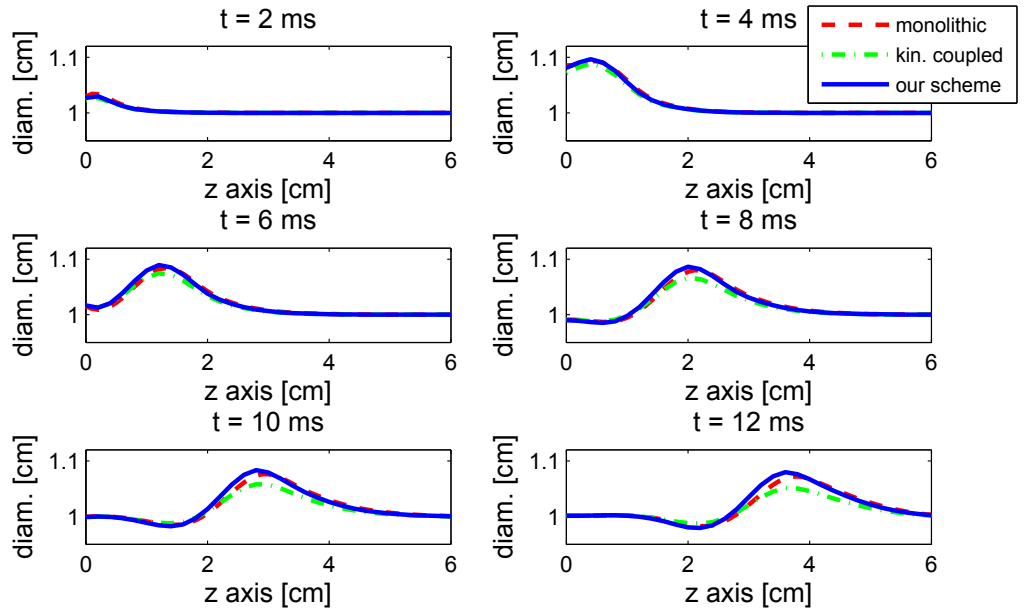 t = 2 ms
t = 4 ms
monolithic
kin. coupled
our scheme
diam. [cm]
1.1
1
0 2 4 6
z axis [cm]
diam. [cm]
1.1
1
0 2 4 6
z axis [cm]
t = 6 ms
t = 8 ms
diam. [cm]
1.1
1
0 2 4 6
z axis [cm]
diam. [cm]
1.1
1
0 2 4 6
z axis [cm]
t = 10 ms
t = 12 ms
diam. [cm]
1.1
1
0 2 4 6
z axis [cm]
diam. [cm]
1.1
1
0 2 4 6
z axis [cm]